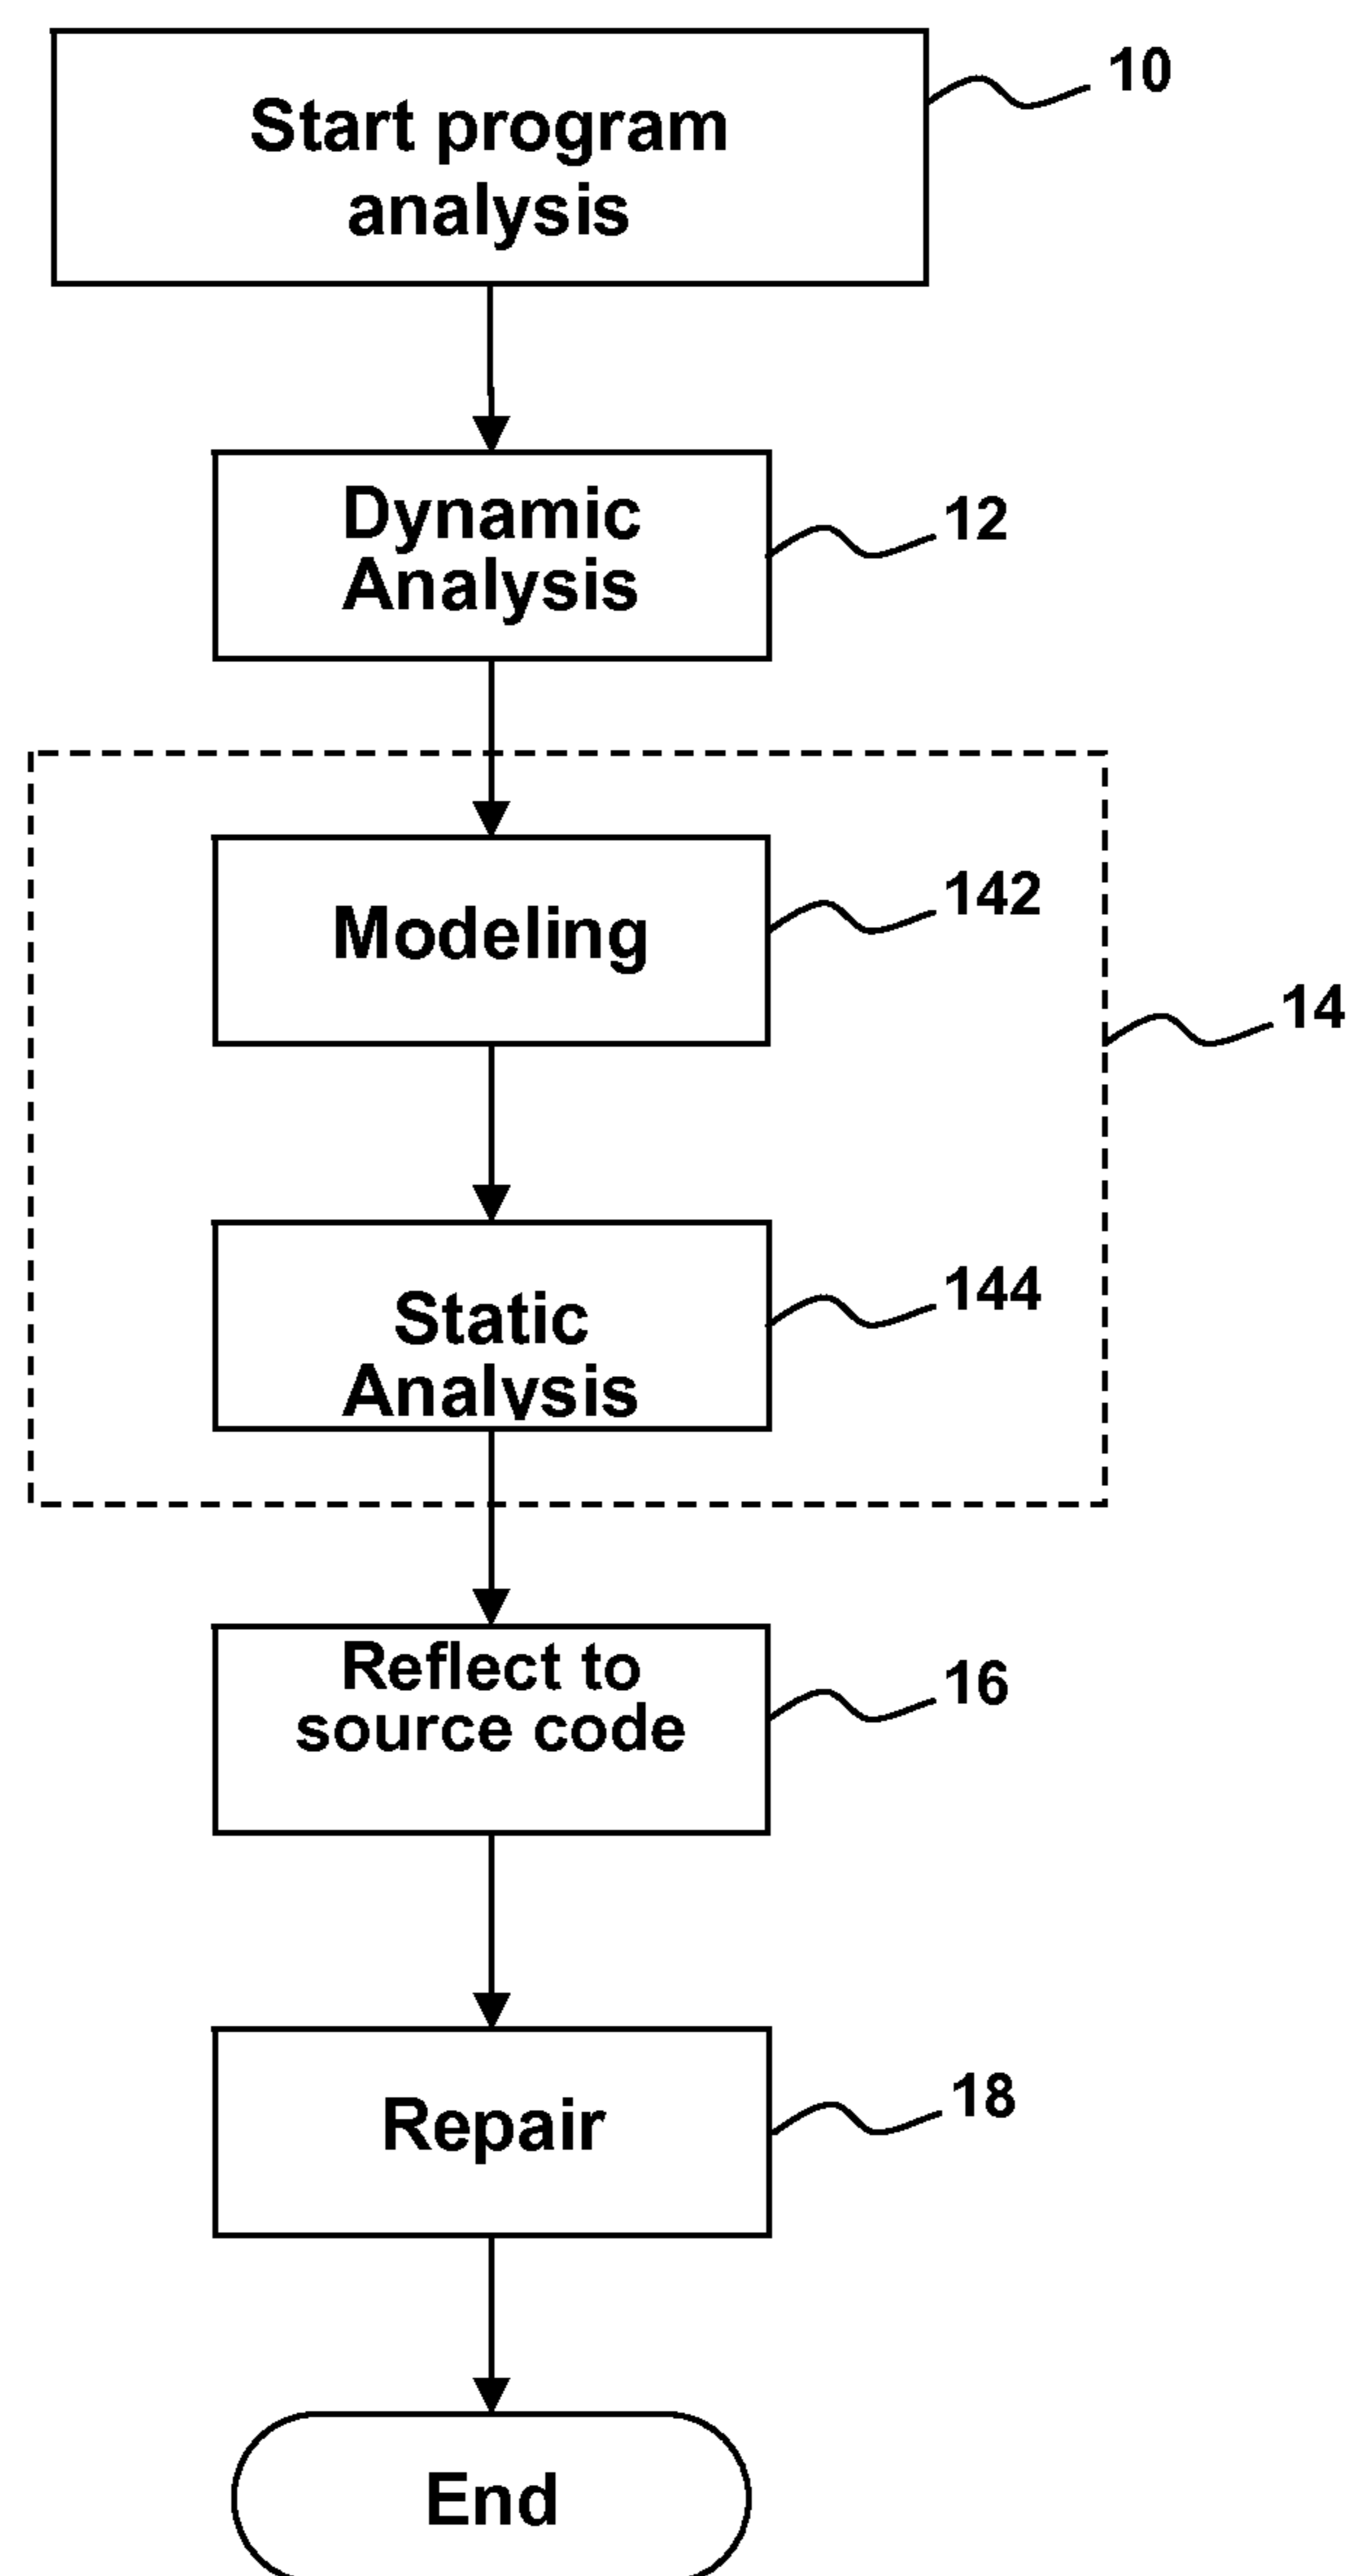 Start program
analysis
10
Dynamic
Analysis
12
Modeling
142
14
Static
Analysis
144
Reflect to
source code
16
Repair
18
End